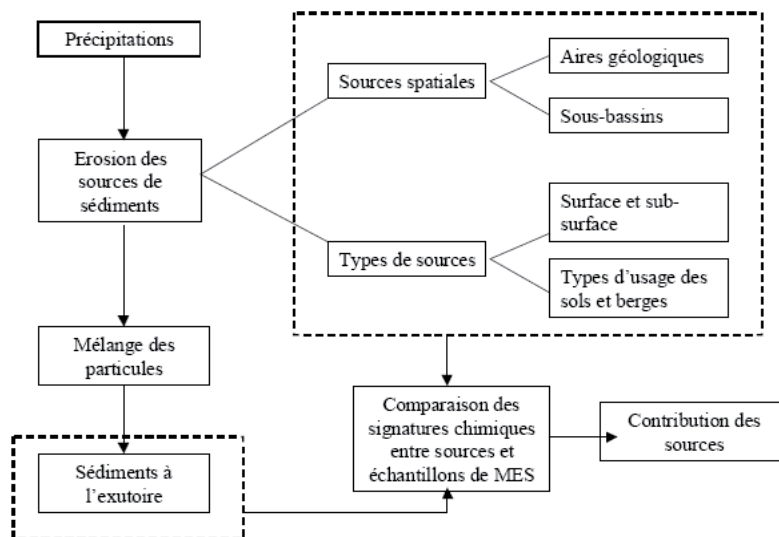 Précipitations
Erosion des
sources de
sédiments
Mélange des
particules
Sédiments à
l'exutoire
Sources spatiales
Types de sources
Aires géologiques
Sous-bassins
Surface et sub-
surface
Types d'usage des
sols et berges
Comparaison des
signatures chimiques
entre sources et
échantillons de MES
Contribution des
sources